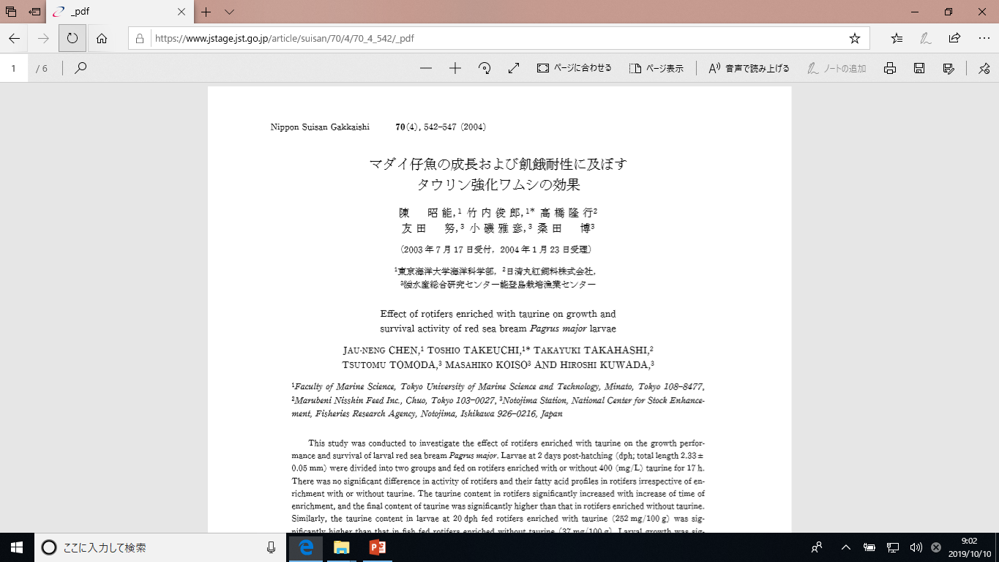 _pdf
https://www.jstage.jst.go.jp/article/suisan/70/4/70_4_542/_pdf
1 / 6 ページに合わせる ページ表示 音声で読み上げる ノートの追加
Nippon Suisan Gakkaishi 70(4), 542–547 (2004)
マダイ仔魚の成長および飢餓耐性に及ぼす
タウリン強化ワムシの効果
陳 昭能,1 竹内俊郎,1* 高橋隆行2
友田 努,3 小磯雅彦,3 桑田 博3
(2003年7月17日受付，2004年1月23日受理)
1東京海洋大学海洋科学部，2日清丸紅飼料株式会社，
3㈱水産総合研究センター能登島栽培漁業センター
Effect of rotifers enriched with taurine on growth and
survival activity of red sea bream Pagrus major larvae
JAU-NENG CHEN,1 TOSHIO TAKEUCHI,1* TAKAYUKI TAKAHASHI,2
TSUTOMU TOMODA,3 MASAHIKO KOISO3 AND HIROSHI KUWADA,3
1Faculty of Marine Science, Tokyo University of Marine Science and Technology, Minato, Tokyo 108–8477,
2Marubeni Nisshin Feed Inc., Chuo, Tokyo 103–0027, 3Notojima Station, National Center for Stock Enhance-
ment, Fisheries Research Agency, Notojima, Ishikawa 926–0216, Japan
This study was conducted to investigate the effect of rotifers enriched with taurine on the growth perfor-
mance and survival of larval red sea bream Pagrus major. Larvae at 2 days post-hatching (dph; total length 2.33±
0.05 mm) were divided into two groups and fed on rotifers enriched with or without 400 (mg/L) taurine for 17 h.
There was no significant difference in activity of rotifers and their fatty acid profiles in rotifers irrespective of en-
richment with or without taurine. The taurine content in rotifers significantly increased with increase of time of
enrichment, and the final content of taurine was significantly higher than that in rotifers enriched without taurine.
Similarly, the taurine content in larvae at 20 dph fed rotifers enriched with taurine (252 mg/100 g) was sig-
nificantly higher than that in fish fed rotifers enriched without taurine (37 mg/100 g). Larval growth was sig-
ここに入力して検索
9:02
2019/10/10